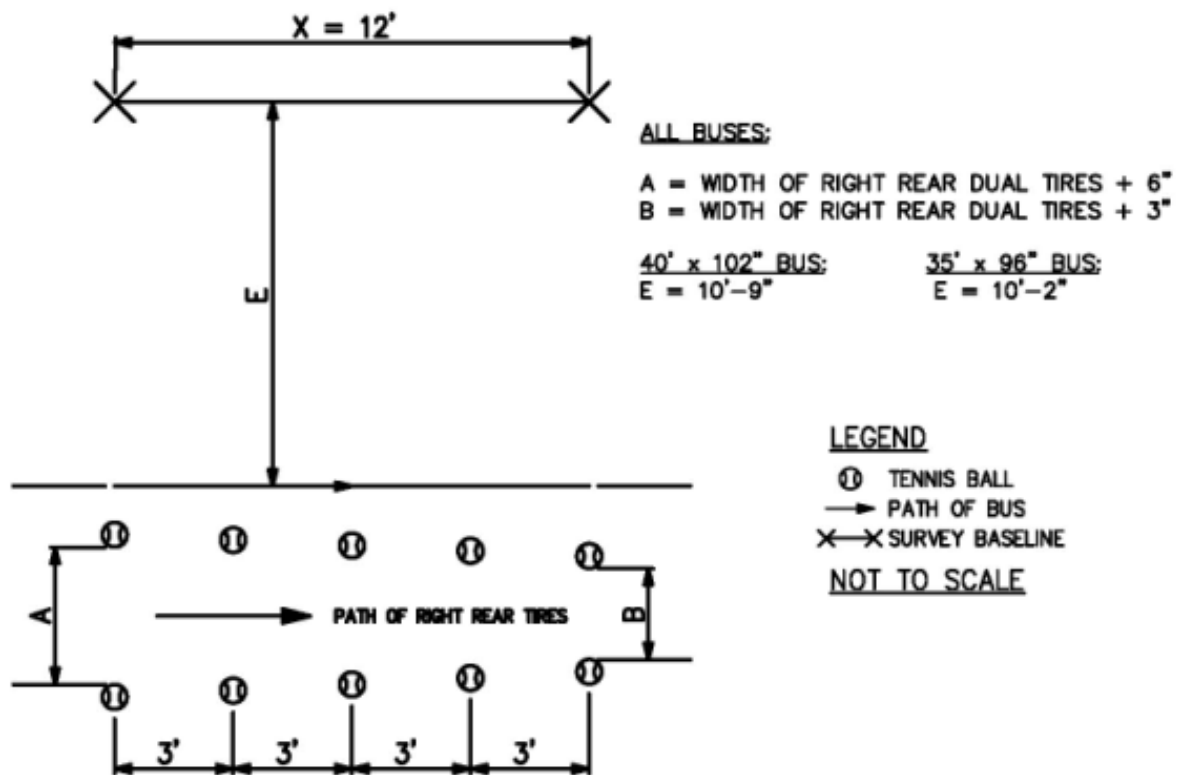 X = 12'
ALL BUSES:
A = WIDTH OF RIGHT REAR DUAL TIRES + 6"
B = WIDTH OF RIGHT REAR DUAL TIRES + 3"
40' x 102" BUS: 35' x 96" BUS:
E = 10'-9" E = 10'-2"
E
LEGEND
TENNIS BALL
PATH OF BUS
SURVEY BASELINE
NOT TO SCALE
A
PATH OF RIGHT REAR TIRES
B
3' 3' 3' 3'